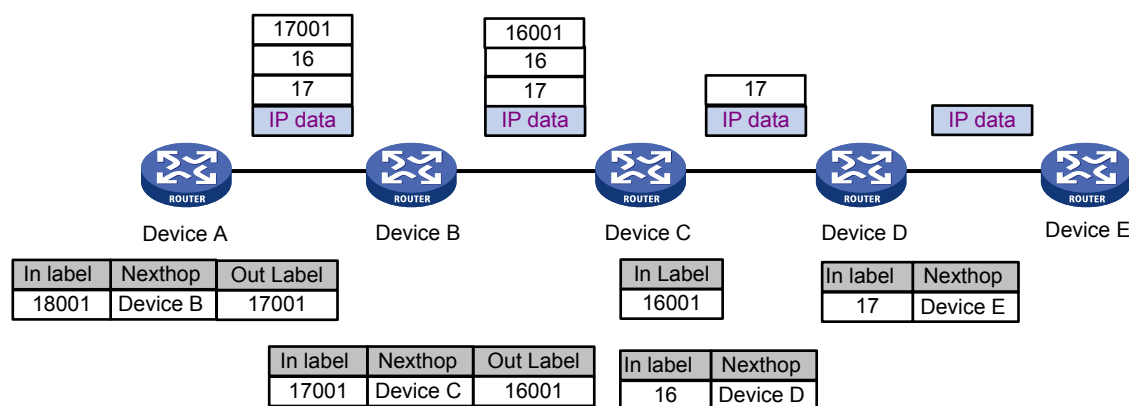 17001
16
17
IP data
16001
16
17
IP data
17
IP data
IP data
ROUTER
ROUTER
ROUTER
ROUTER
ROUTER
Device A
Device B
Device C
Device D
Device E
In label Nexthop Out Label
18001 Device B 17001
In Label
16001
In label Nexthop
17 Device E
In label Nexthop Out Label
17001 Device C 16001
In label Nexthop
16 Device D